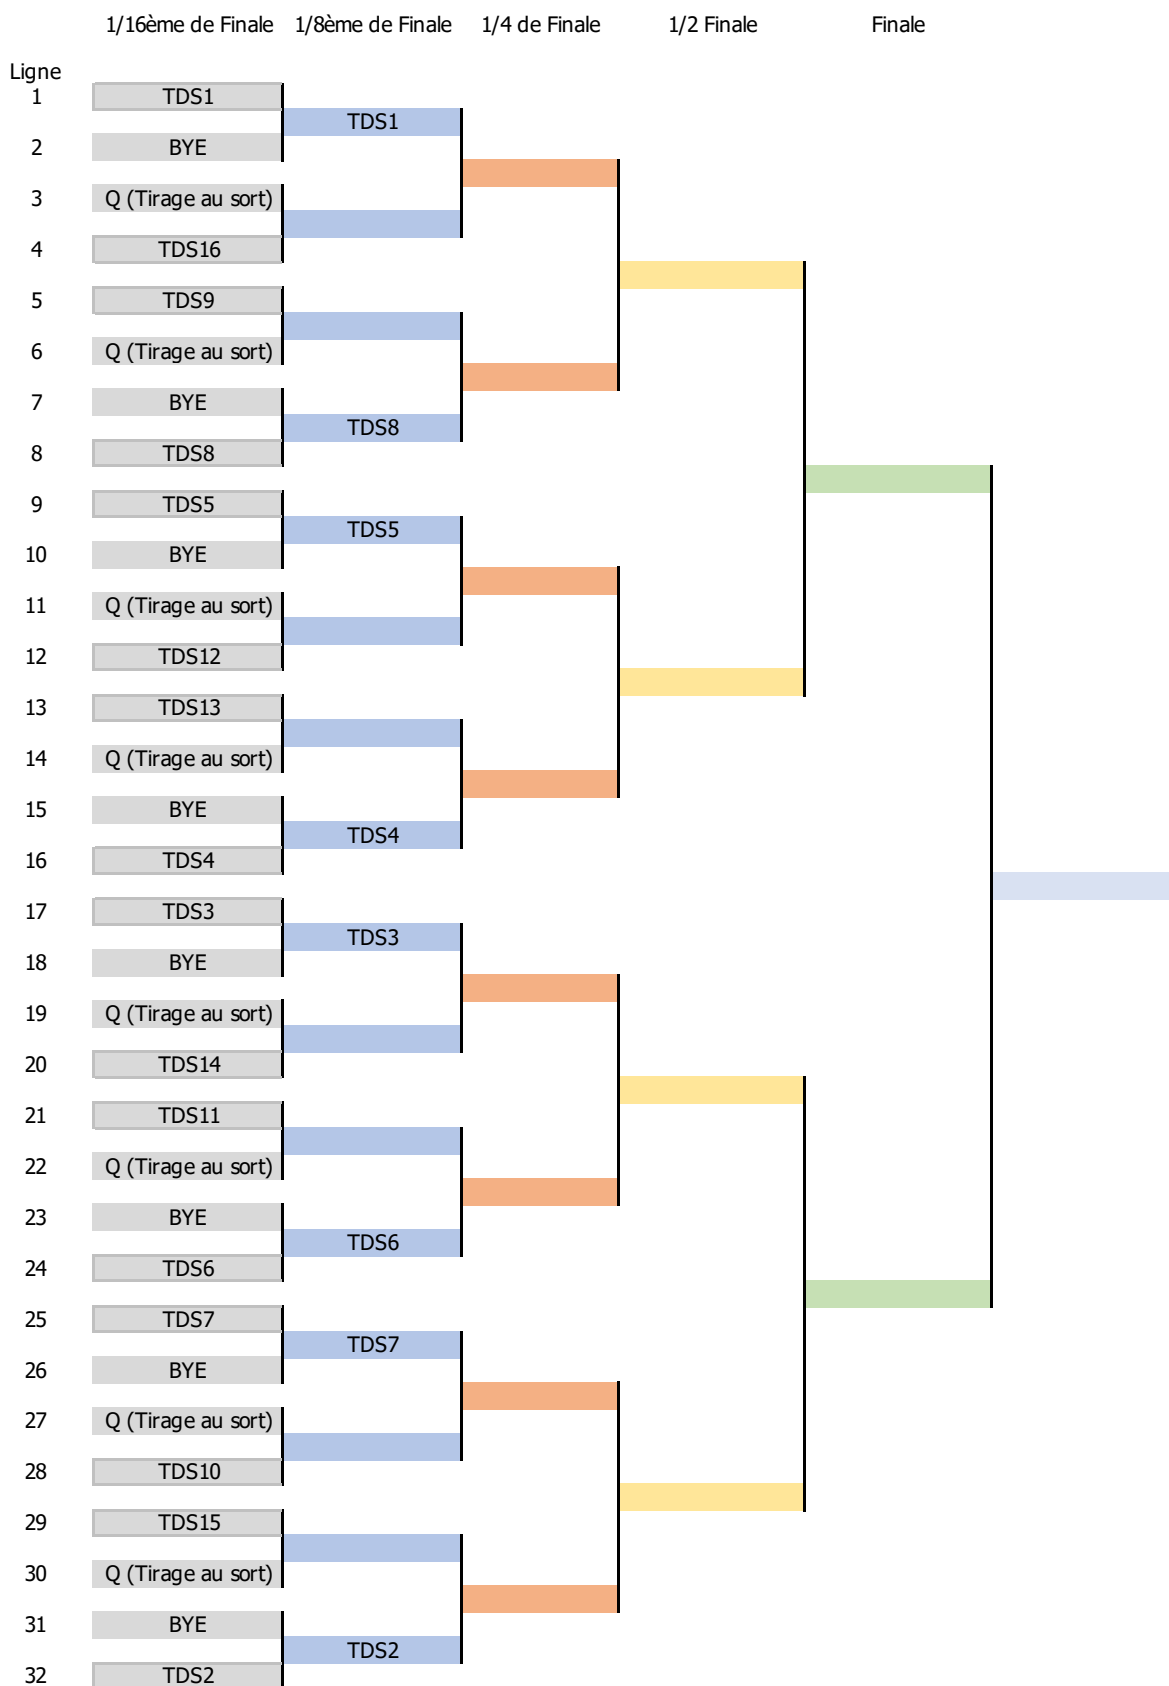 1/16ème de Finale 1/8ème de Finale 1/4 de Finale 1/2 Finale Finale
Ligne
1 TDS1
TDS1
2 BYE
3 Q (Tirage au sort)
4 TDS16
5 TDS9
6 Q (Tirage au sort)
7 BYE
TDS8
8 TDS8
9 TDS5
TDS5
10 BYE
11 Q (Tirage au sort)
12 TDS12
13 TDS13
14 Q (Tirage au sort)
15 BYE
TDS4
16 TDS4
17 TDS3
TDS3
18 BYE
19 Q (Tirage au sort)
20 TDS14
21 TDS11
22 Q (Tirage au sort)
23 BYE
TDS6
24 TDS6
25 TDS7
TDS7
26 BYE
27 Q (Tirage au sort)
28 TDS10
29 TDS15
30 Q (Tirage au sort)
31 BYE
TDS2
32 TDS2